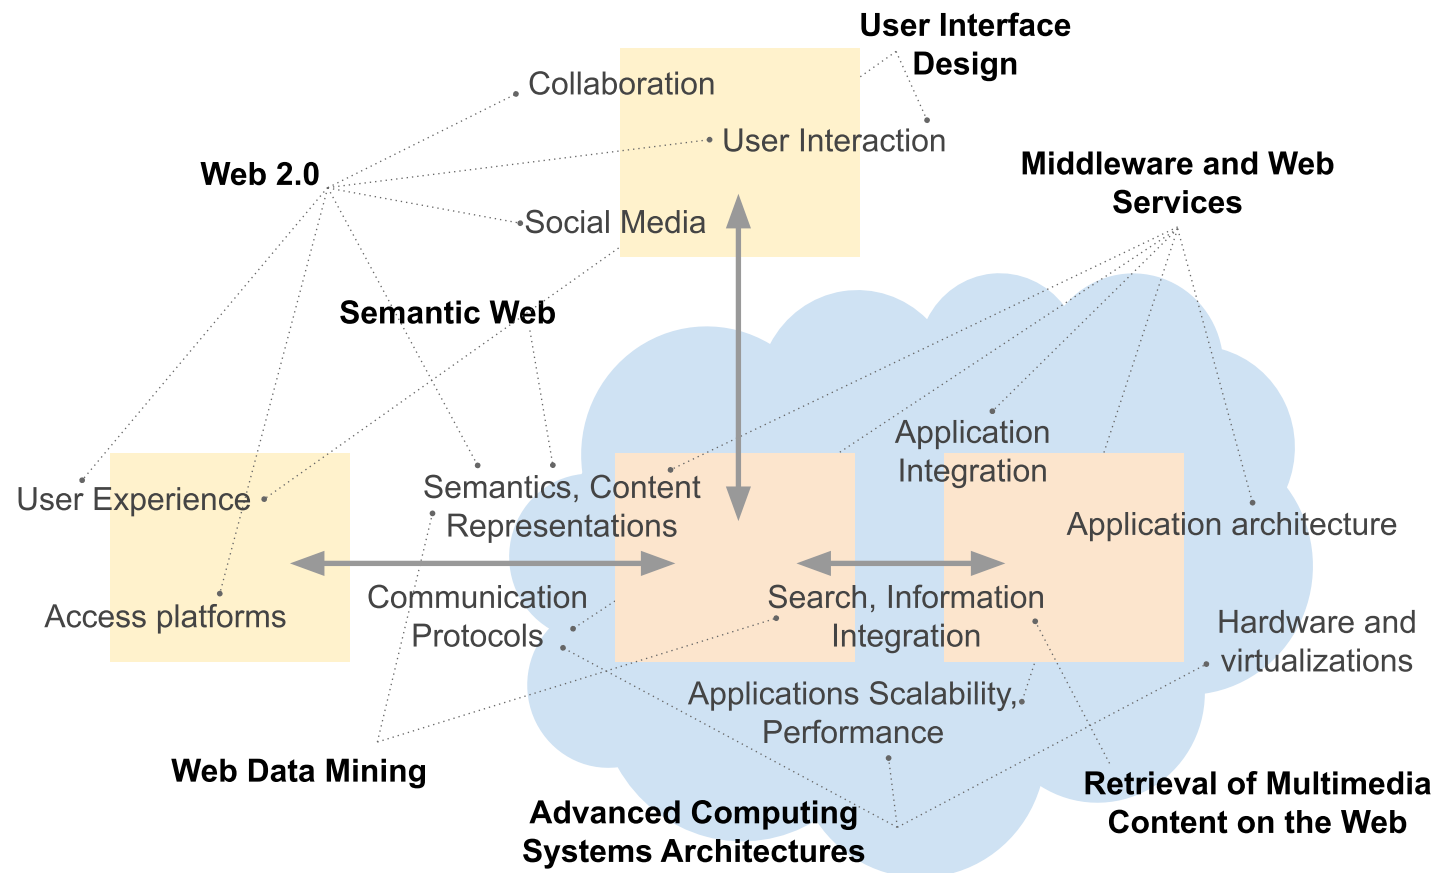 User Interface
Design
Collaboration
User Interaction
Web 2.0
Middleware and Web
Services
Social Media
Semantic Web
Application
Integration
User Experience
Semantics, Content
Representations
Application architecture
Access platforms
Communication
Protocols
Search, Information
Integration
Hardware and
virtualizations
Applications Scalability,
Performance
Web Data Mining
Retrieval of Multimedia
Content on the Web
Advanced Computing
Systems Architectures